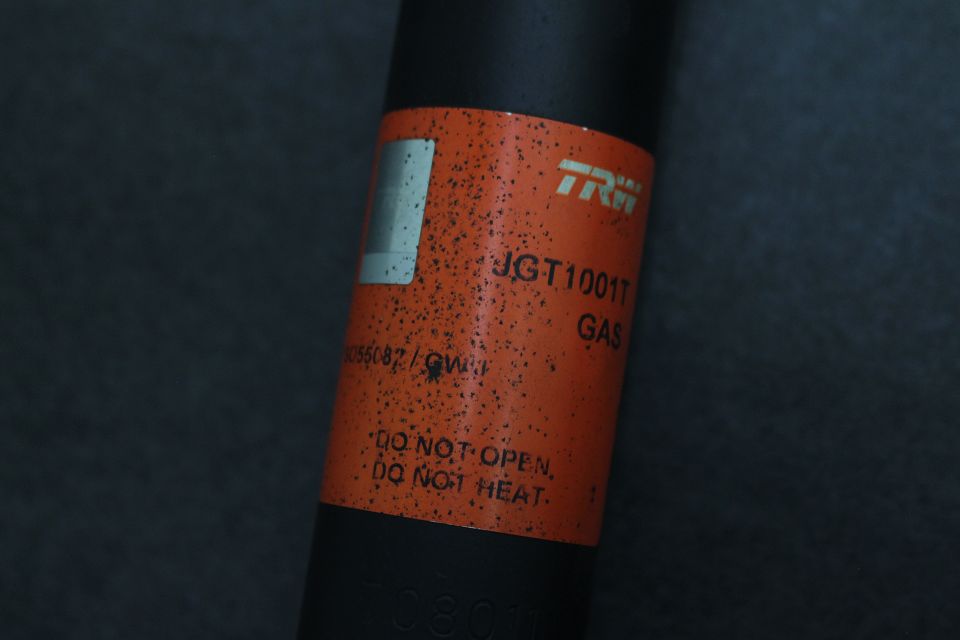 TRW
JGT1001T
GAS
DO NOT OPEN
DO NOT HEAT